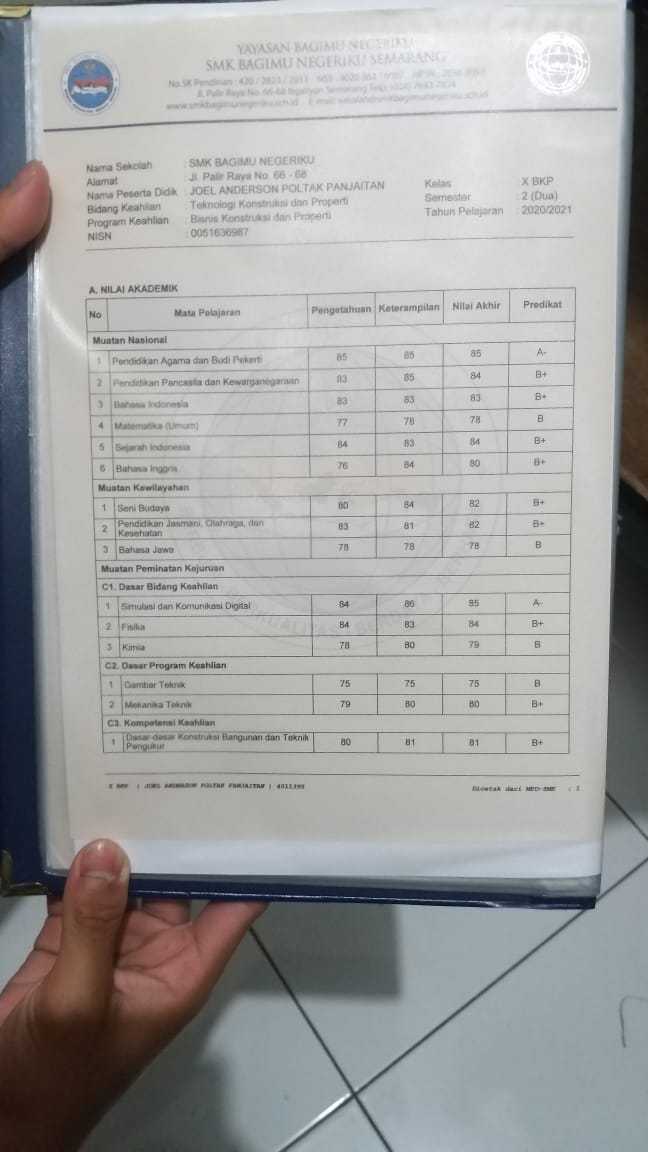 YAYASAN BAGIMU NEGERIKU
SMK BAGIMU NEGERIKU SEMARANG
No.SK Pendirian : 420 / 2823 / 2013
Jl. Palir Raya No. 66-68 Ngaliyan Semarang Telp.
www.smkbagimunegeriku.sch.id E-mail:
Nama Sekolah : SMK BAGIMU NEGERIKU
Alamat : Jl. Palir Raya No. 66 - 68
Nama Peserta Didik : JOEL ANDERSON POLTAK PANJAITAN Kelas : X BKP
Bidang Keahlian : Teknologi Konstruksi dan Properti Semester : 2 (Dua)
Program Keahlian : Bisnis Konstruksi dan Properti Tahun Pelajaran : 2020/2021
NISN : 0051636987
A. NILAI AKADEMIK
No Mata Pelajaran Pengetahuan Keterampilan Nilai Akhir Predikat
Muatan Nasional
1 Pendidikan Agama dan Budi Pekerti 85 85 85 A-
2 Pendidikan Pancasila dan Kewarganegaraan 83 85 84 B+
3 Bahasa Indonesia 83 83 83 B+
4 Matematika (Umum) 77 78 78 B
5 Sejarah Indonesia 84 83 84 B+
6 Bahasa Inggris 76 84 80 B+
Muatan Kewilayahan
1 Seni Budaya 80 84 82 B+
2 Pendidikan Jasmani, Olahraga, dan
Kesehatan 83 81 82 B+
3 Bahasa Jawa 78 78 78 B
Muatan Peminatan Kejuruan
C1. Dasar Bidang Keahlian
1 Simulasi dan Komunikasi Digital 84 86 85 A-
2 Fisika 84 83 84 B+
3 Kimia 78 80 79 B
C2. Dasar Program Keahlian
1 Gambar Teknik 75 75 75 B
2 Mekanika Teknik 79 80 80 B+
C3. Kompetensi Keahlian
1 Dasar-dasar Konstruksi Bangunan dan Teknik
Pengukur 80 81 81 B+
X BKP | JOEL ANDERSON POLTAK PANJAITAN | Dicetak dari : 1